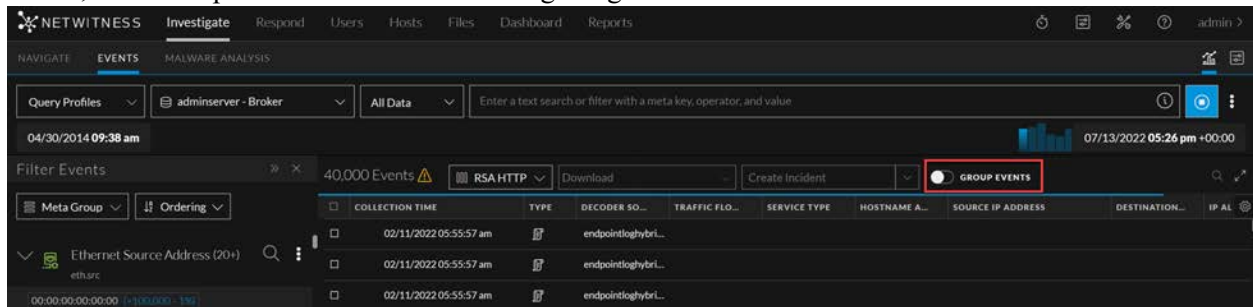 NETWITNESS Investigate Respond Users Hosts Files Dashboard Reports admin >
NAVIGATE EVENTS MALWARE ANALYSIS
Query Profiles adminserver - Broker All Data Enter a text search or filter with a meta key, operator, and value
04/30/2014 09:38 am 07/13/2022 05:26 pm +00:00
Filter Events 40,000 Events RSA HTTP Download Create Incident GROUP EVENTS
Meta Group Ordering COLLECTION TIME TYPE DECODER SO... TRAFFIC FLO... SERVICE TYPE HOSTNAME A... SOURCE IP ADDRESS DESTINATION... IP AL
02/11/2022 05:55:57 am endpointloghybri...
Ethernet Source Address (20+)
eth.src
02/11/2022 05:55:57 am endpointloghybri...
00:00:00:00:00:00 (>100,000 - 1%)
02/11/2022 05:55:57 am endpointloghybri...